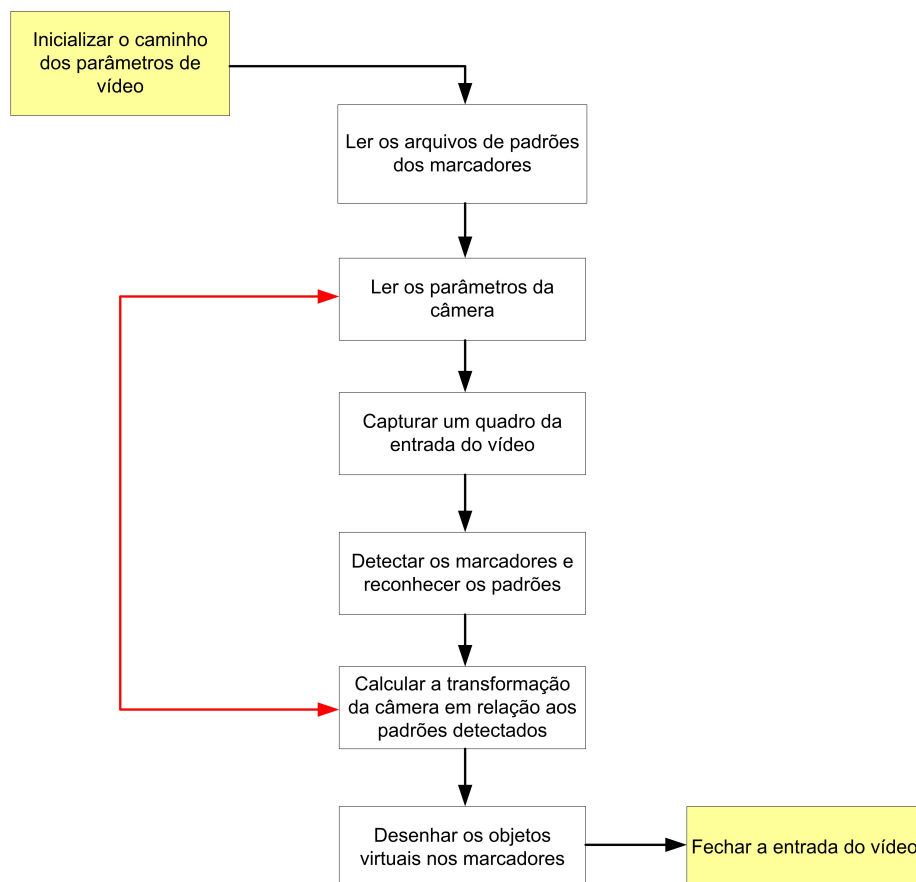 Inicializar o caminho
dos parâmetros de
vídeo
Ler os arquivos de padrões
dos marcadores
Ler os parâmetros da
câmera
Capturar um quadro da
entrada do vídeo
Detectar os marcadores e
reconhecer os padrões
Calcular a transformação
da câmera em relação aos
padrões detectados
Desenhar os objetos
virtuais nos marcadores
Fechar a entrada do vídeo